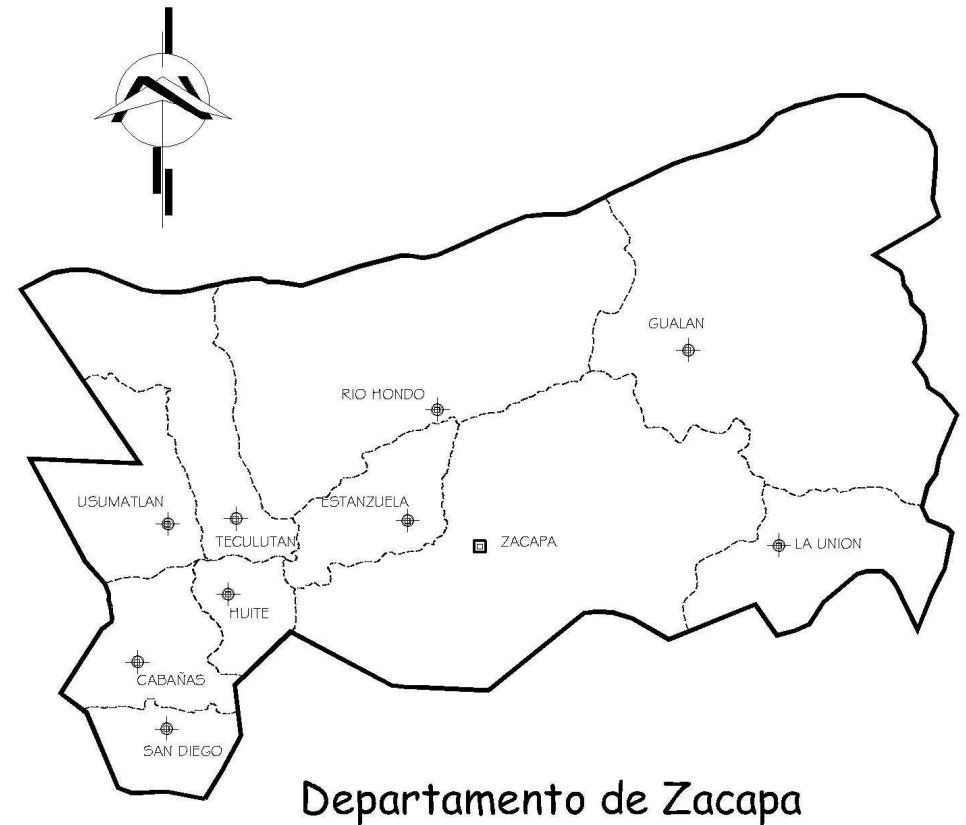 GUALAN
RIO HONDO
USUMATLAN
ESTANZUELA
TECULUTAN
ZACAPA
LA UNION
HUITE
CABAÑAS
SAN DIEGO
Departamento de Zacapa